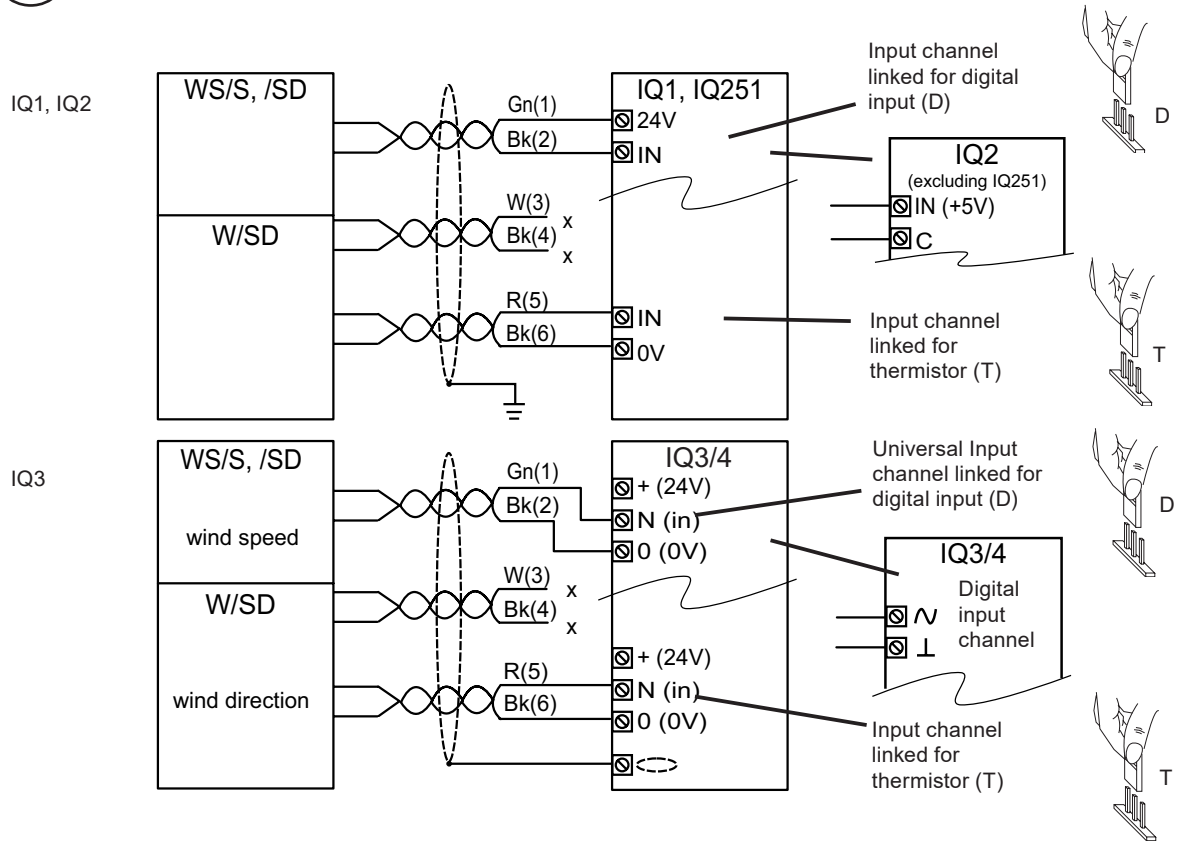 IQ1, IQ2
WS/S, /SD
W/SD
Gn(1)
Bk(2)
W(3)
x
Bk(4)
x
R(5)
Bk(6)
IQ1, IQ251
24V
IN
IN
0V
Input channel
linked for digital
input (D)
D
IQ2
(excluding IQ251)
IN (+5V)
C
Input channel
linked for
thermistor (T)
T
IQ3
WS/S, /SD
wind speed
W/SD
wind direction
Gn(1)
Bk(2)
W(3)
x
Bk(4)
x
R(5)
Bk(6)
IQ3/4
+ (24V)
N (in)
0 (0V)
+ (24V)
N (in)
0 (0V)
Universal Input
channel linked for
digital input (D)
D
IQ3/4
Digital
input
channel
Input channel
linked for
thermistor (T)
T